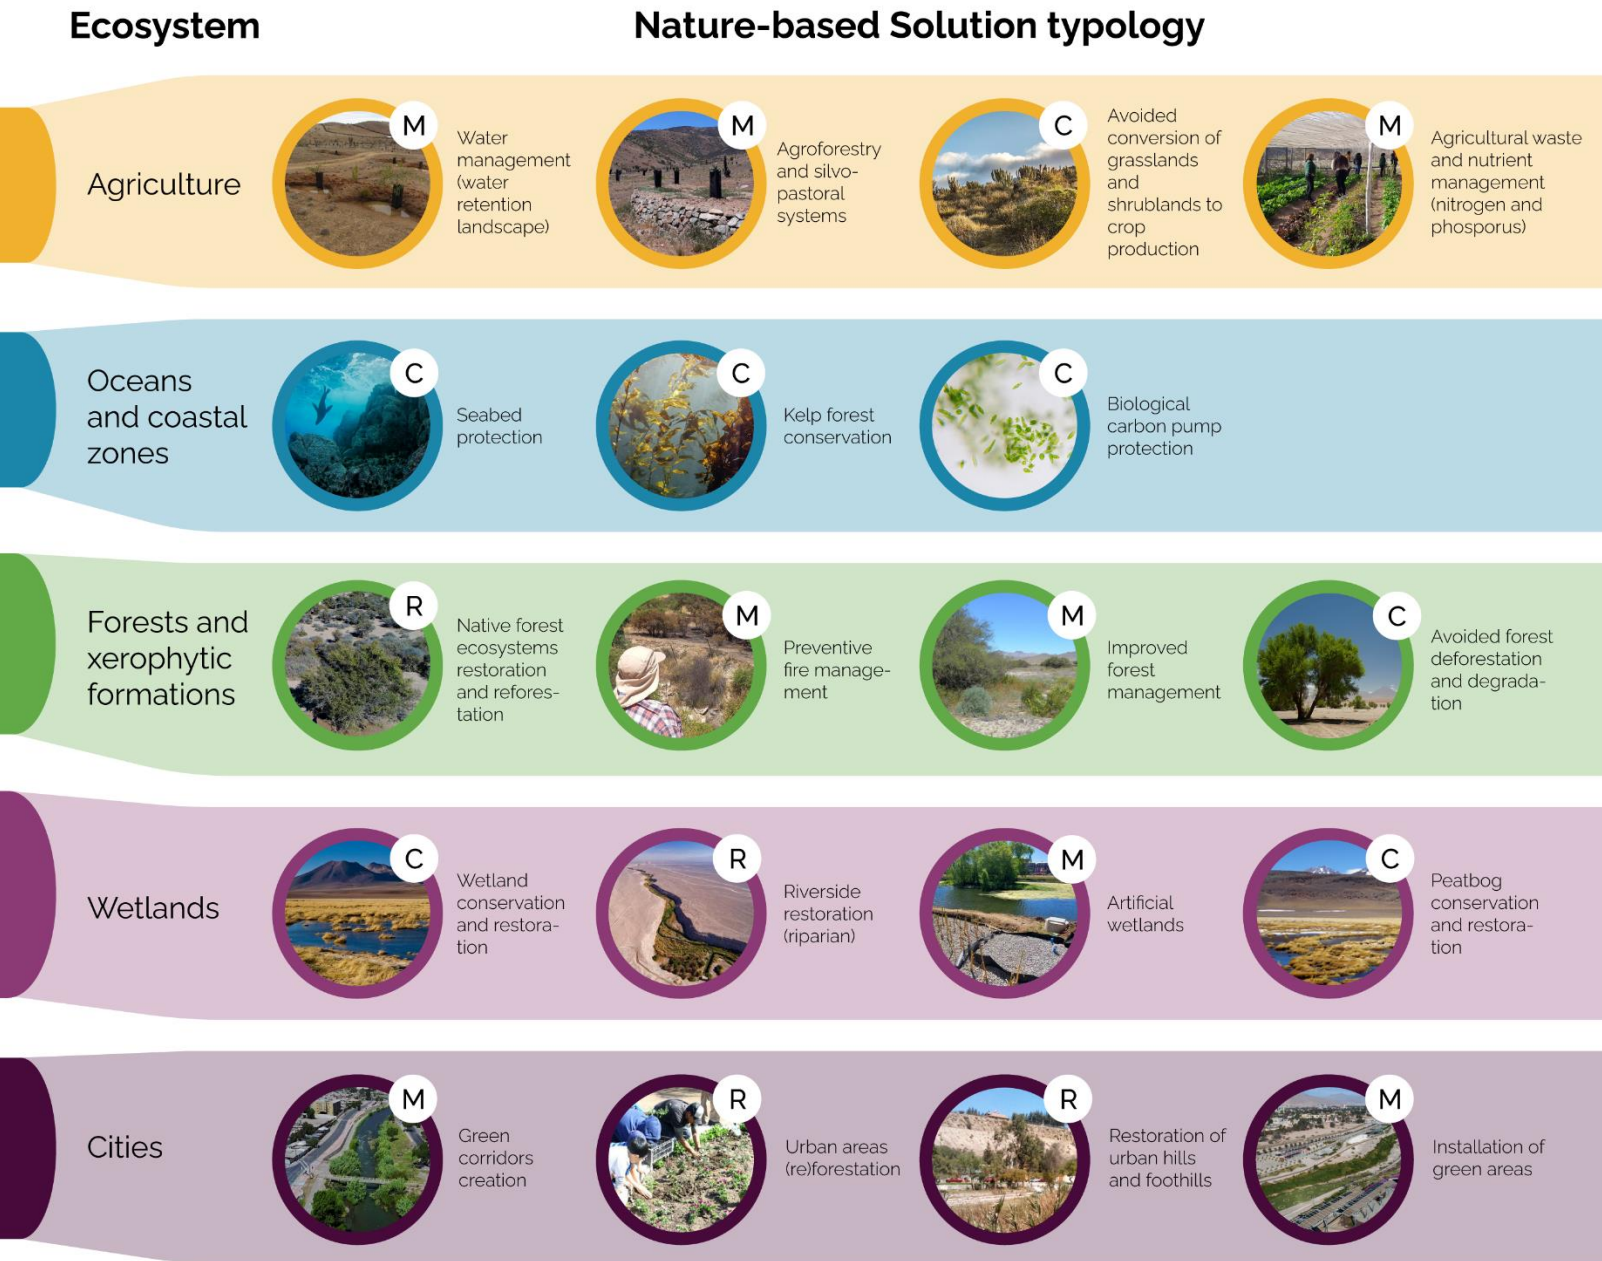 Ecosystem
Nature-based Solution typology
Agriculture
M
Water
management
(water
retention
landscape)
M
Agroforestry
and silvo-
pastoral
systems
C
Avoided
conversion of
grasslands
and
shrublands to
crop
production
M
Agricultural waste
and nutrient
management
(nitrogen and
phosporus)
Oceans
and coastal
zones
C
Seabed
protection
C
Kelp forest
conservation
C
Biological
carbon pump
protection
Forests and
xerophytic
formations
R
Native forest
ecosystems
restoration
and refores-
tation
M
Preventive
fire manage-
ment
M
Improved
forest
management
C
Avoided forest
deforestation
and degrada-
tion
Wetlands
C
Wetland
conservation
and restora-
tion
R
Riverside
restoration
(riparian)
M
Artificial
wetlands
C
Peatbog
conservation
and restora-
tion
Cities
M
Green
corridors
creation
R
Urban areas
(re)forestation
R
Restoration of
urban hills
and foothills
M
Installation of
green areas